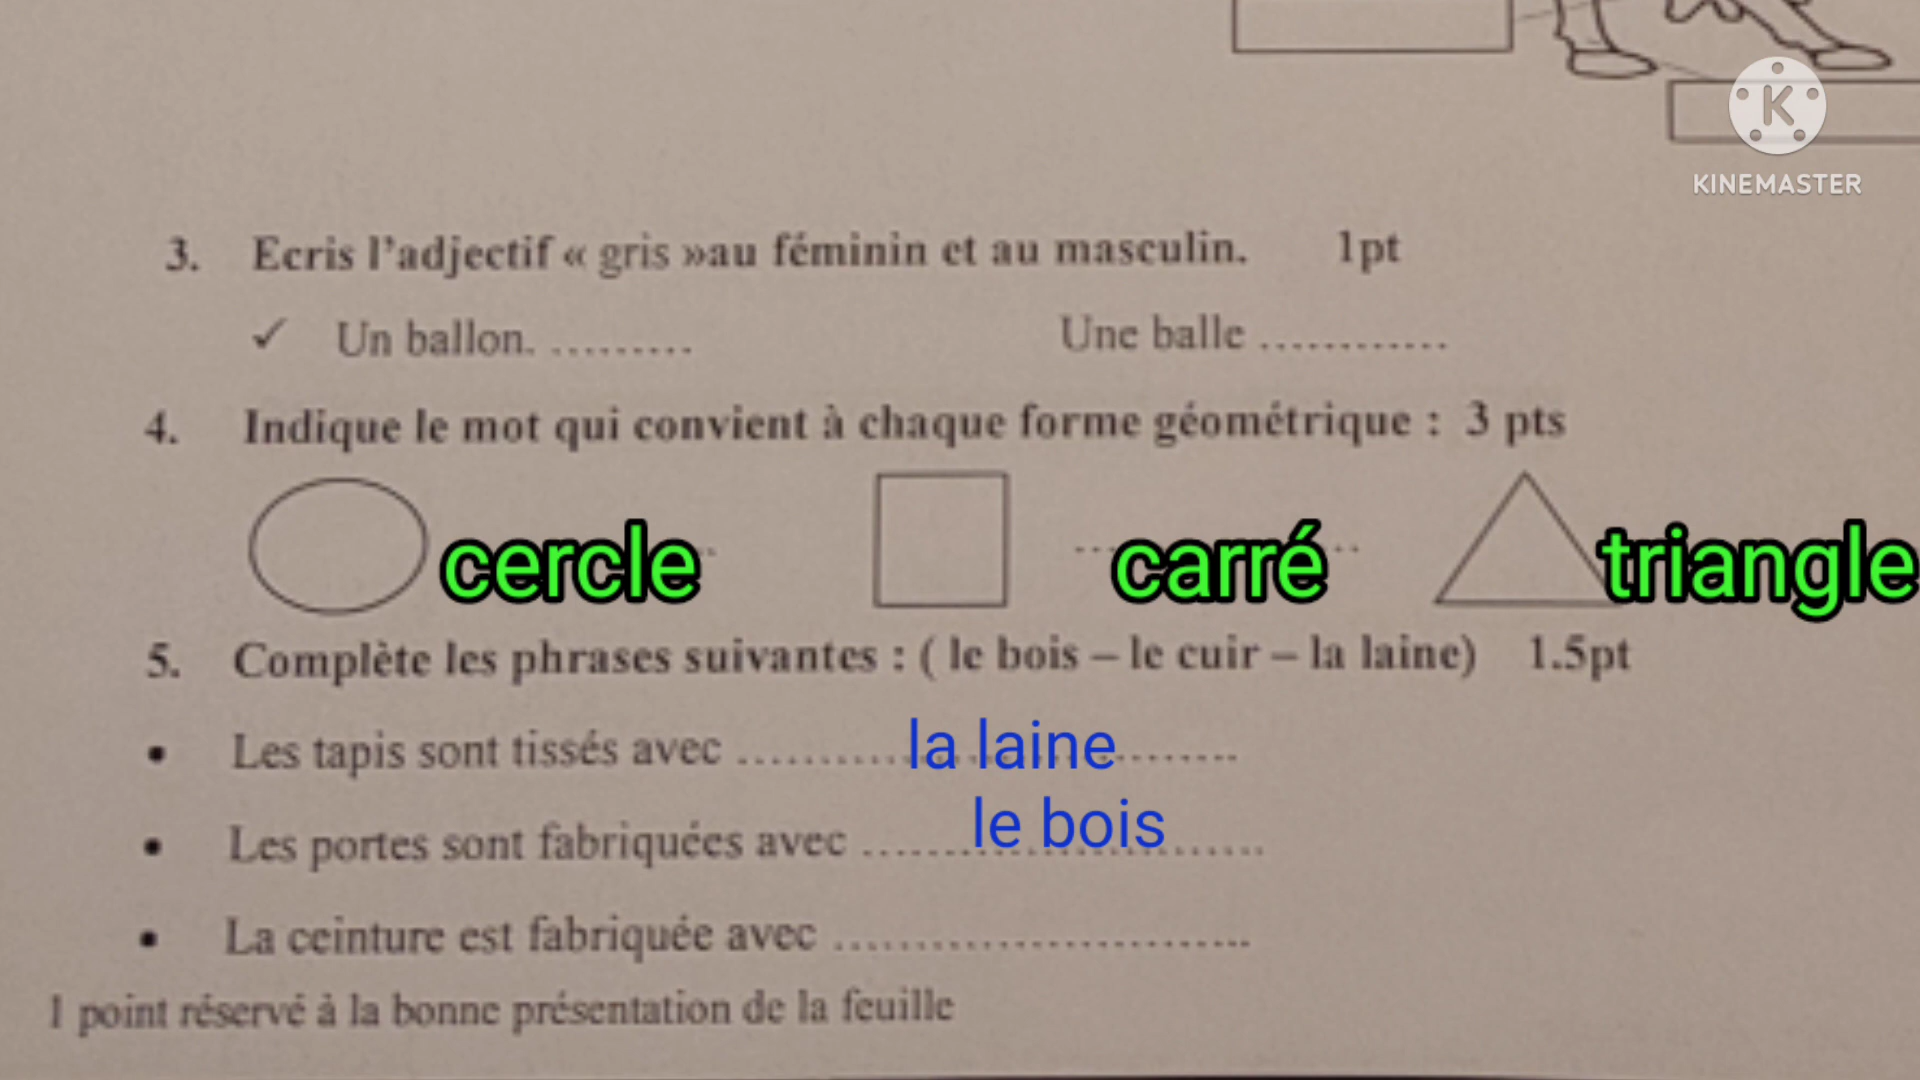 KINEMASTER
3. Ecris l'adjectif « gris »au féminin et au masculin. 1pt
✓ Un ballon. ......... Une balle ............
4. Indique le mot qui convient à chaque forme géométrique : 3 pts
cercle carré triangle
5. Complète les phrases suivantes : ( le bois – le cuir – la laine) 1.5pt
• Les tapis sont tissés avec .......... la laine ........
• Les portes sont fabriquées avec ....... le bois ......
• La ceinture est fabriquée avec ..........................
1 point réservé à la bonne présentation de la feuille